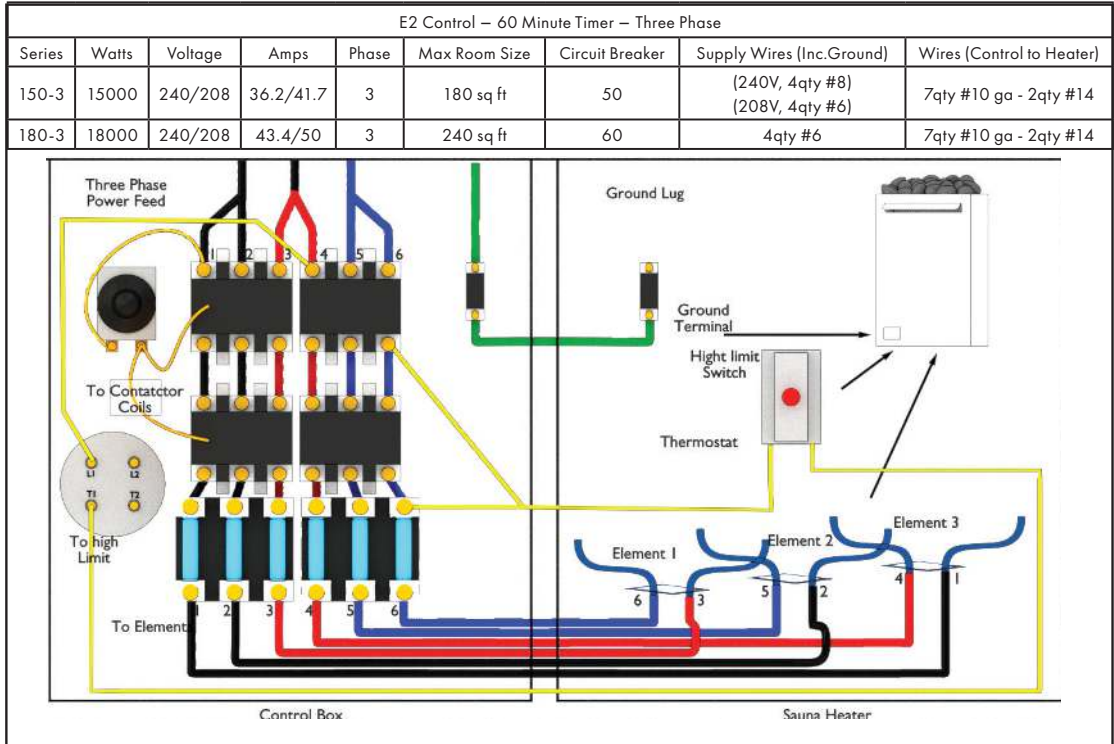 E2 Control – 60 Minute Timer – Three Phase
Series Watts Voltage Amps Phase Max Room Size Circuit Breaker Supply Wires (Inc.Ground) Wires (Control to Heater)
150-3 15000 240/208 36.2/41.7 3 180 sq ft 50 (240V, 4qty #8) (208V, 4qty #6) 7qty #10 ga - 2qty #14
180-3 18000 240/208 43.4/50 3 240 sq ft 60 4qty #6 7qty #10 ga - 2qty #14
Three Phase
Power Feed
1 2 3 4 5 6
Ground Lug
Ground
Terminal
Hight limit
Switch
To Contatctor
Coils
Thermostat
L1 L2
T1 T2
To high
Limit
Element 1
Element 2
Element 3
6 3 5 2 4 1
1 2 3 4 5 6
To Elements
Control Box
Sauna Heater